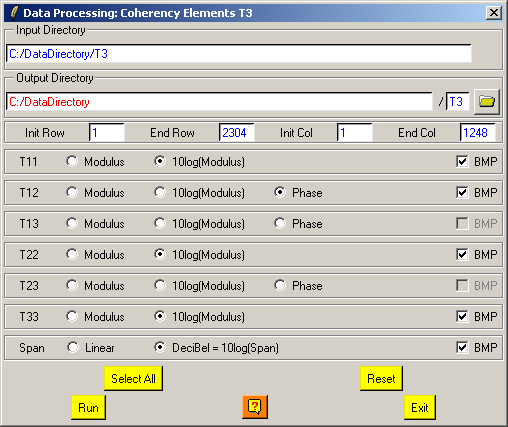 Data Processing: Coherency Elements T3
Input Directory
C:/DataDirectory/T3
Output Directory
C:/DataDirectory / T3
Init Row 1 End Row 2304 Init Col 1 End Col 1248
T11 Modulus 10log(Modulus) BMP
T12 Modulus 10log(Modulus) Phase BMP
T13 Modulus 10log(Modulus) Phase BMP
T22 Modulus 10log(Modulus) BMP
T23 Modulus 10log(Modulus) Phase BMP
T33 Modulus 10log(Modulus) BMP
Span Linear DeciBel = 10log(Span) BMP
Select All Reset
Run ? Exit